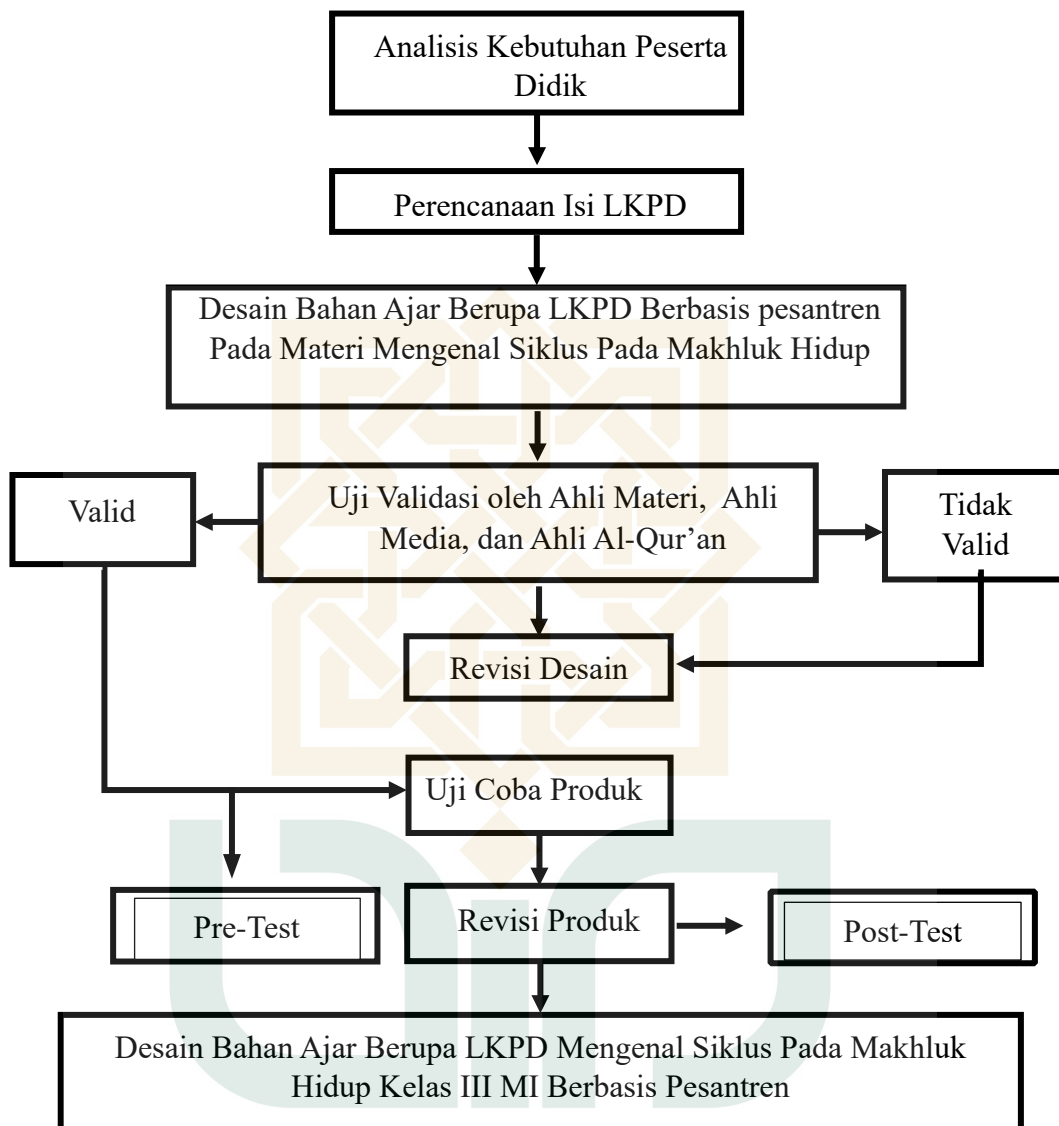 Analisis Kebutuhan Peserta
Didik
Perencanaan Isi LKPD
Desain Bahan Ajar Berupa LKPD Berbasis pesantren
Pada Materi Mengenal Siklus Pada Makhluk Hidup
Valid
Uji Validasi oleh Ahli Materi, Ahli
Media, dan Ahli Al-Qur’an
Tidak
Valid
Revisi Desain
Uji Coba Produk
Pre-Test
Revisi Produk
Post-Test
Desain Bahan Ajar Berupa LKPD Mengenal Siklus Pada Makhluk
Hidup Kelas III MI Berbasis Pesantren